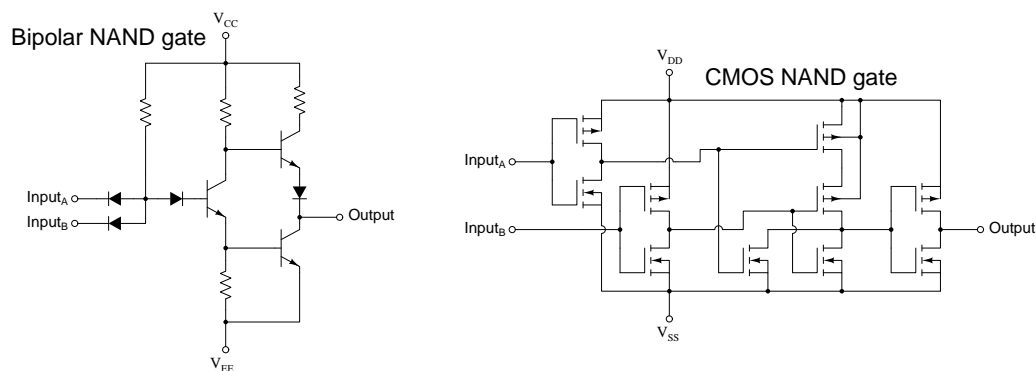 Bipolar NAND gate
VCC
InputA
InputB
Output
VEE
CMOS NAND gate
VDD
InputA
InputB
Output
VSS